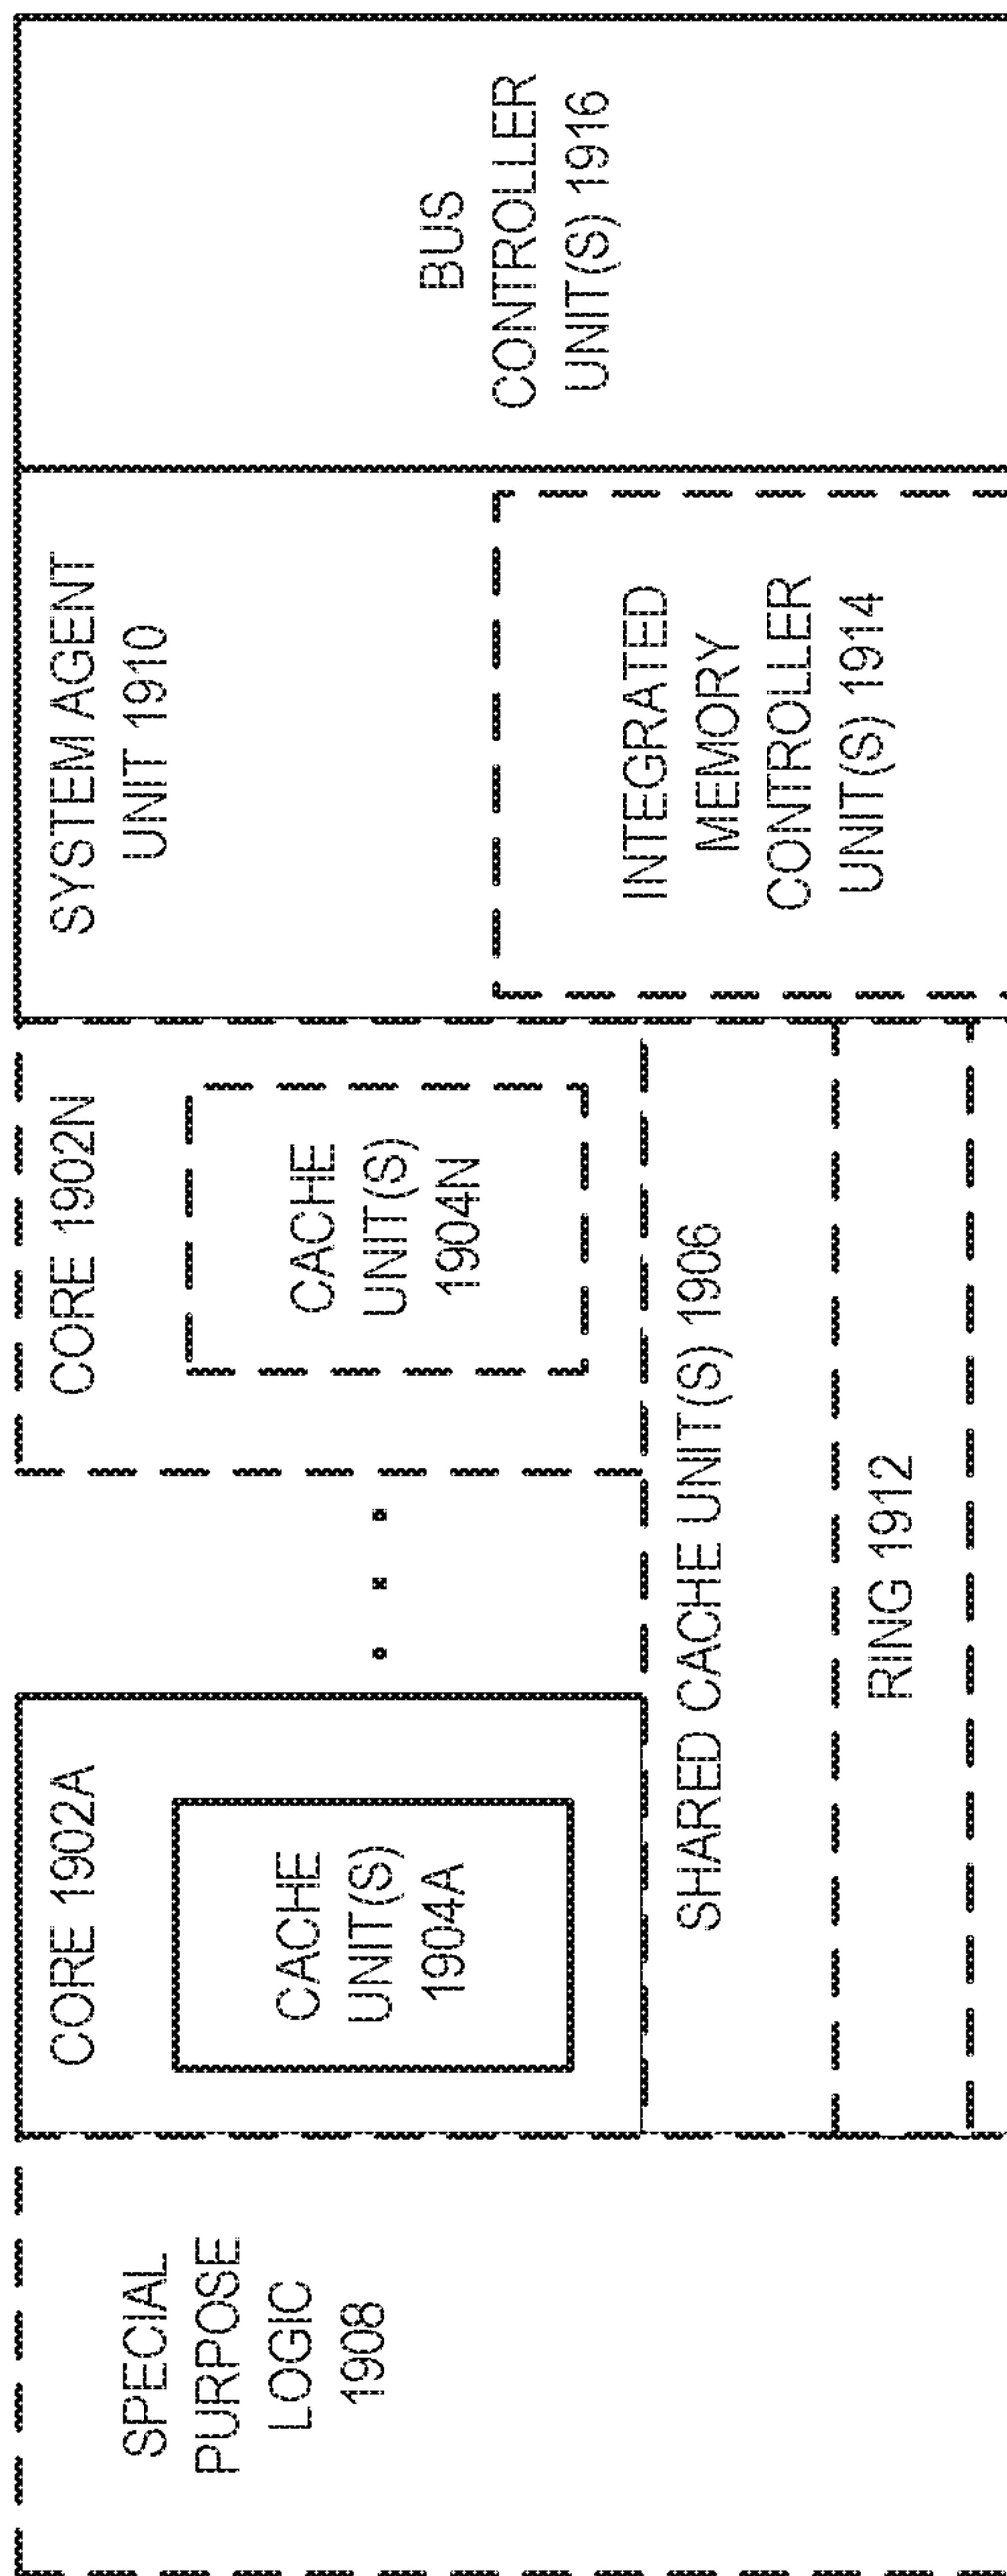 SPECIAL
PURPOSE
LOGIC
1908
CORE 1902A
CACHE
UNIT(S)
1904A
CORE 1902N
CACHE
UNIT(S)
1904N
SHARED CACHE UNIT(S) 1906
RING 1912
SYSTEM AGENT
UNIT 1910
INTEGRATED
MEMORY
CONTROLLER
UNIT(S) 1914
BUS
CONTROLLER
UNIT(S) 1916